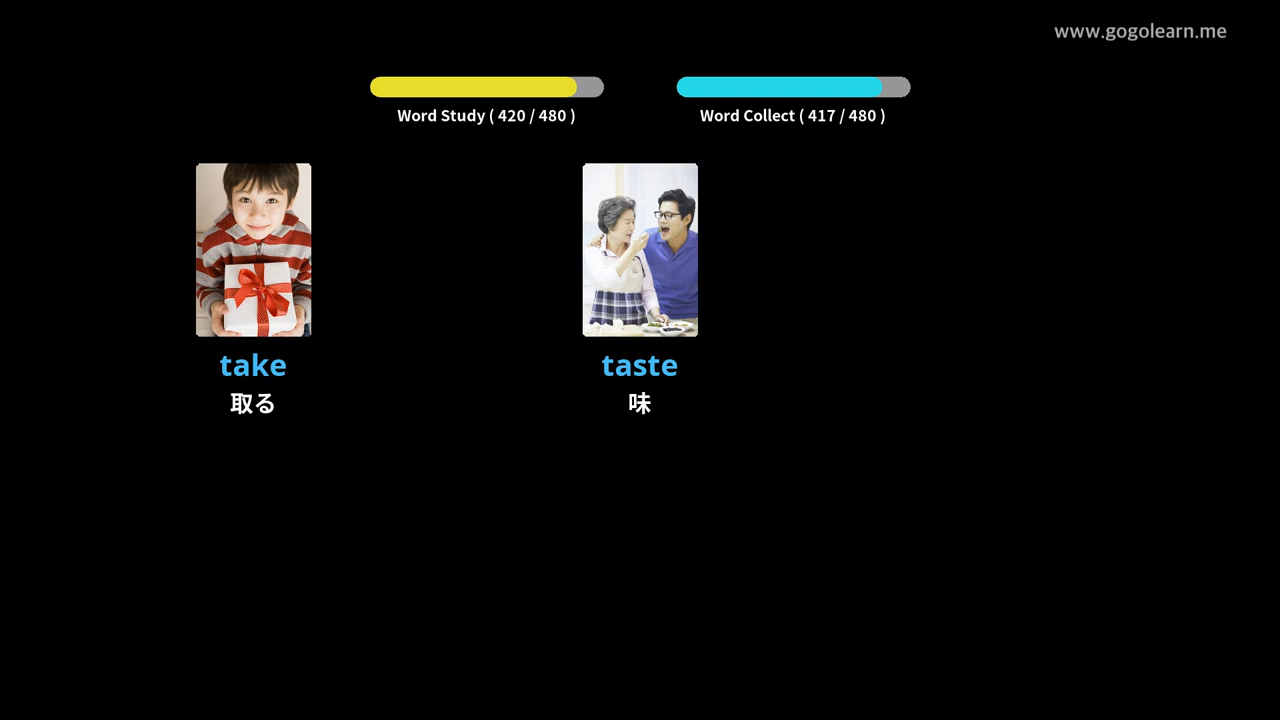 www.gogolearn.me
Word Study ( 420 / 480 )
Word Collect ( 417 / 480 )
take
取る
taste
味